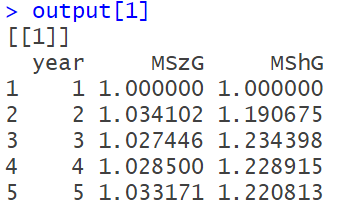 > output[1]
[[1]]
year MSzG MShG
1 1 1.000000 1.000000
2 2 1.034102 1.190675
3 3 1.027446 1.234398
4 4 1.028500 1.228915
5 5 1.033171 1.220813